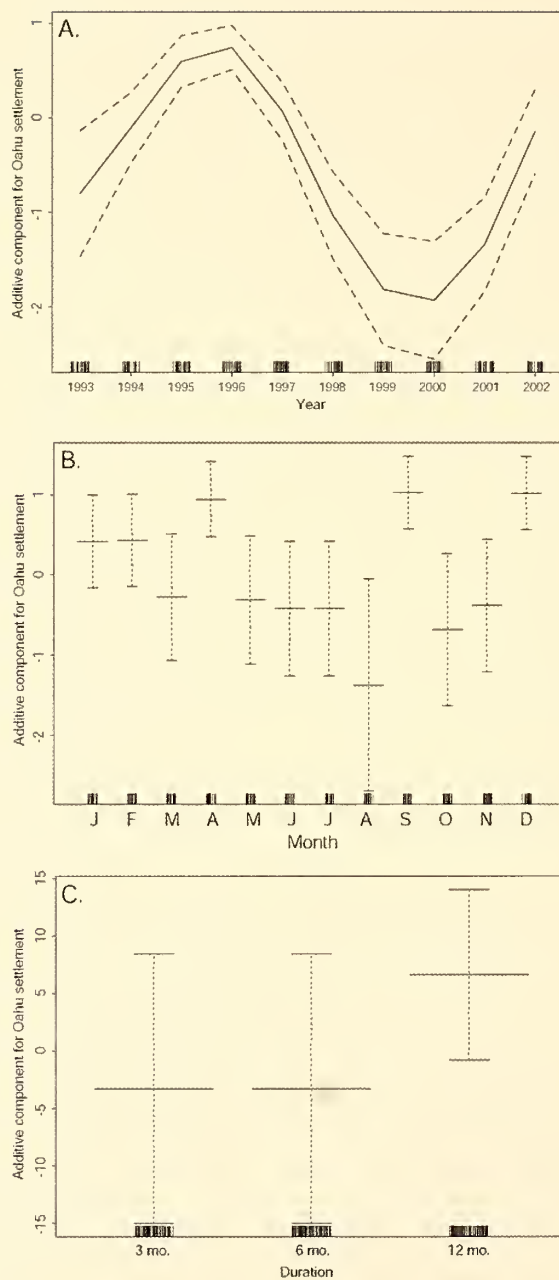 A.
Additive component for Oahu settlement
1
0
-1
-2
1993 1994 1995 1996 1997 1998 1999 2000 2001 2002
Year
B.
Additive component for Oahu settlement
1
0
-1
-2
J F M A M J J A S O N D
Month
C.
Additive component for Oahu settlement
15
10
5
0
-5
-10
-15
3 mo. 6 mo. 12 mo.
Duration